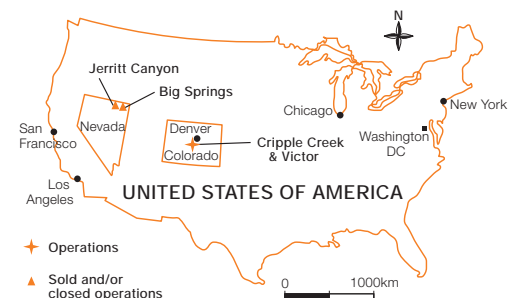 N
Jerritt Canyon
Big Springs
Nevada
San
Francisco
Los
Angeles
Denver
Colorado
Cripple Creek
& Victor
Chicago
New York
Washington
DC
UNITED STATES OF AMERICA
Operations
Sold and/or
closed operations
0 1000km